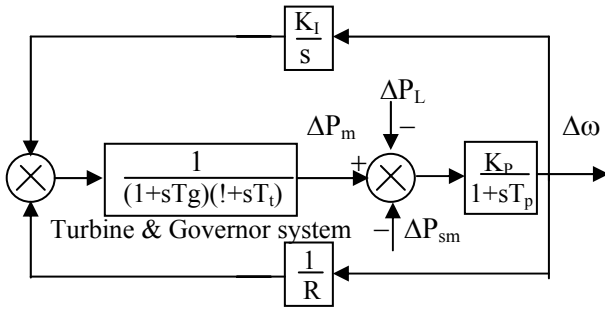 K_I
s
ΔP_L
−
ΔP_m
Δω
+
1
(1+sTg)(!+sT_t)
K_P
1+sT_p
Turbine & Governor system
− ΔP_sm
1
R